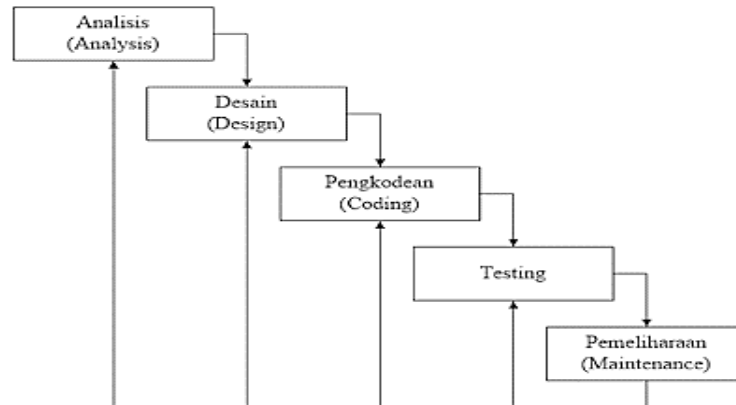 Analisis
(Analysis)
Desain
(Design)
Pengkodean
(Coding)
Testing
Pemeliharaan
(Maintenance)